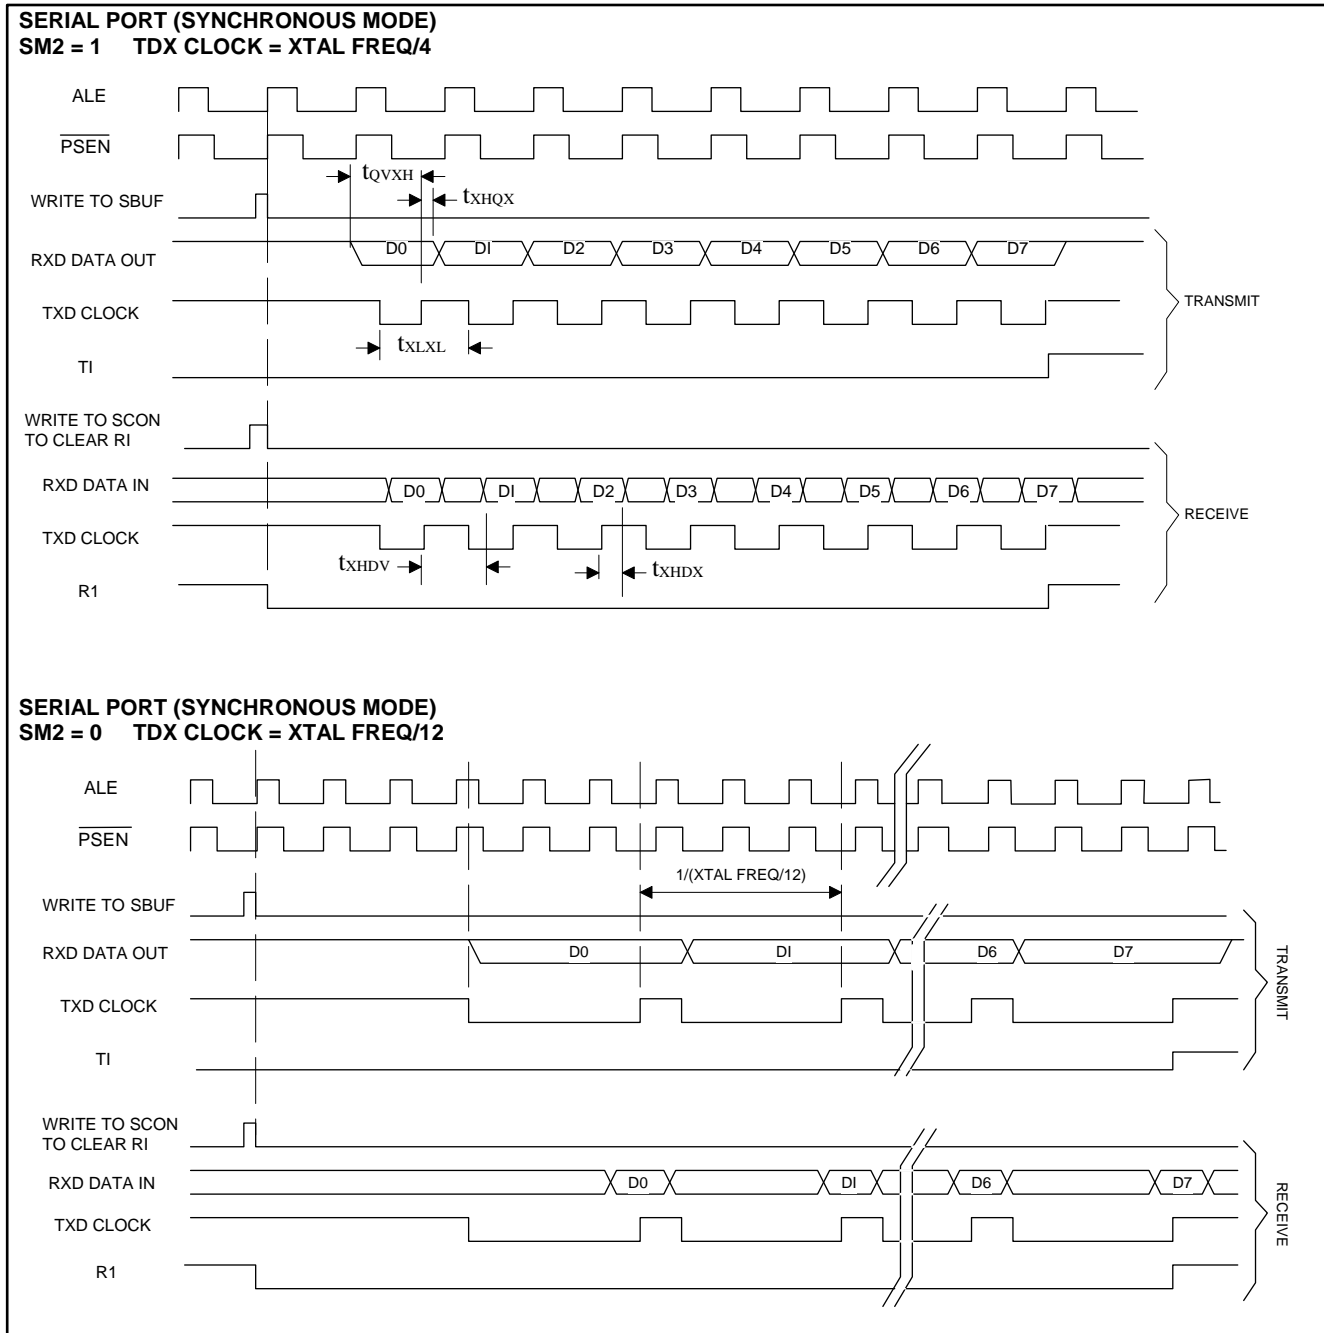 SERIAL PORT (SYNCHRONOUS MODE)
SM2 = 1 TDX CLOCK = XTAL FREQ/4
ALE
PSEN
tQVXH
tXHQX
WRITE TO SBUF
RXD DATA OUT
D0 DI D2 D3 D4 D5 D6 D7
TXD CLOCK
TRANSMIT
tXLXL
TI
WRITE TO SCON
TO CLEAR RI
RXD DATA IN
D0 DI D2 D3 D4 D5 D6 D7
TXD CLOCK
RECEIVE
tXHDV
tXHDX
R1
SERIAL PORT (SYNCHRONOUS MODE)
SM2 = 0 TDX CLOCK = XTAL FREQ/12
ALE
PSEN
1/(XTAL FREQ/12)
WRITE TO SBUF
RXD DATA OUT
D0 DI D6 D7
TXD CLOCK
TRANSMIT
TI
WRITE TO SCON
TO CLEAR RI
RXD DATA IN
D0 DI D6 D7
TXD CLOCK
RECEIVE
R1